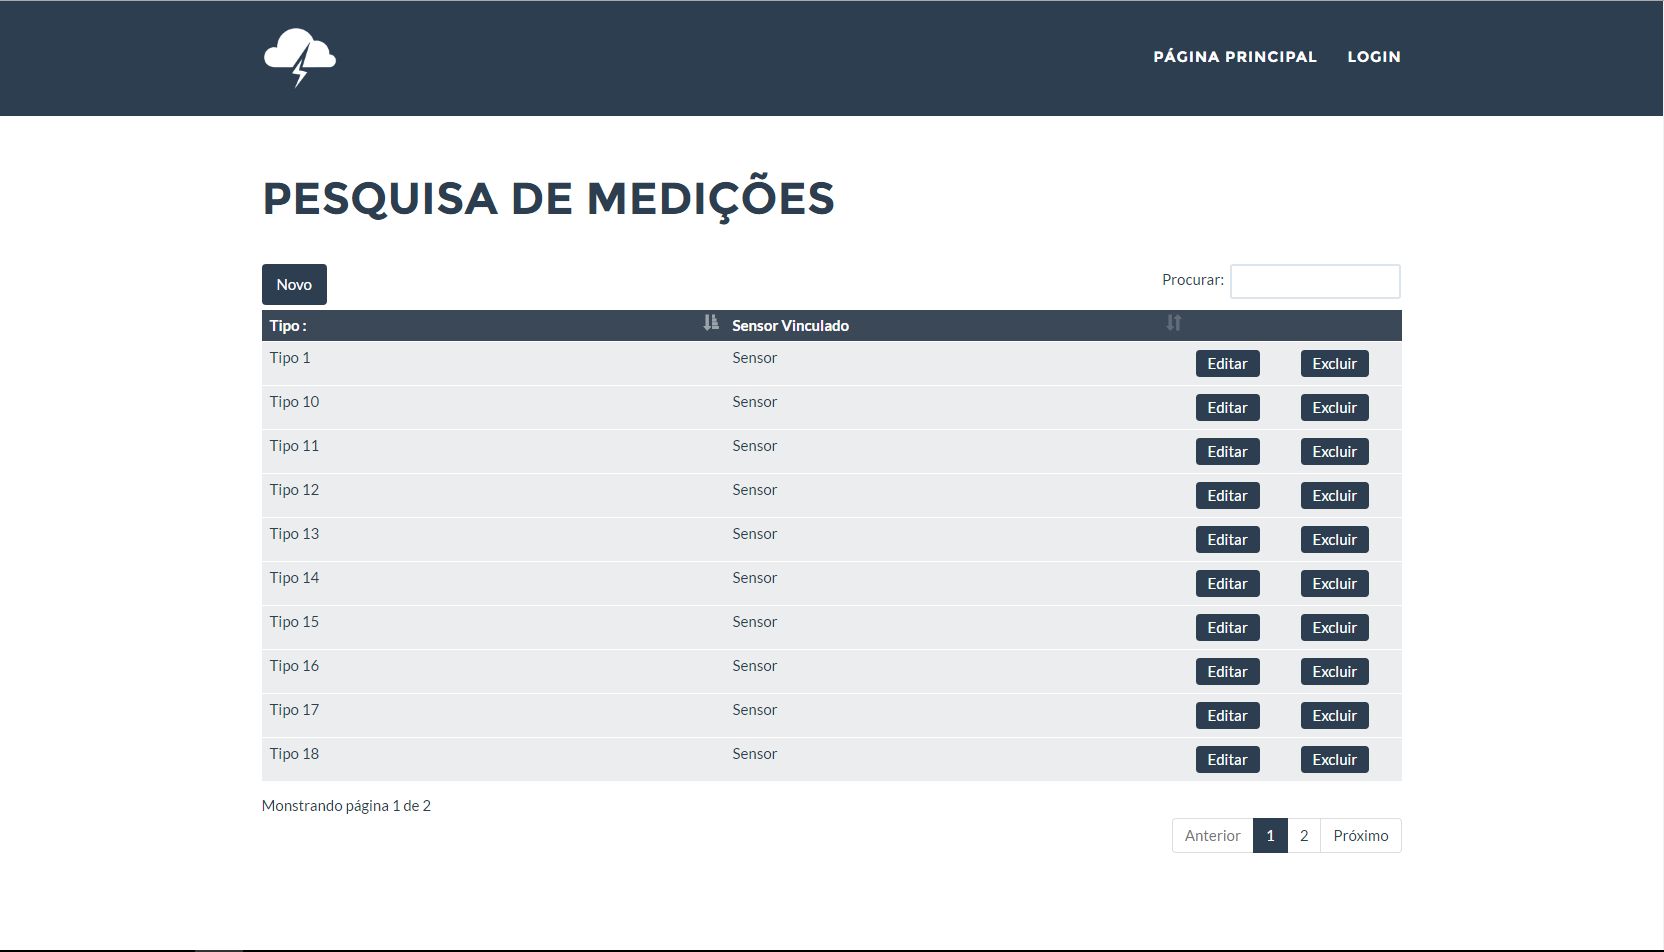 PÁGINA PRINCIPAL LOGIN
PESQUISA DE MEDIÇÕES
Novo Procurar:
Tipo : Sensor Vinculado
Tipo 1 Sensor Editar Excluir
Tipo 10 Sensor Editar Excluir
Tipo 11 Sensor Editar Excluir
Tipo 12 Sensor Editar Excluir
Tipo 13 Sensor Editar Excluir
Tipo 14 Sensor Editar Excluir
Tipo 15 Sensor Editar Excluir
Tipo 16 Sensor Editar Excluir
Tipo 17 Sensor Editar Excluir
Tipo 18 Sensor Editar Excluir
Monstrando página 1 de 2
Anterior 1 2 Próximo